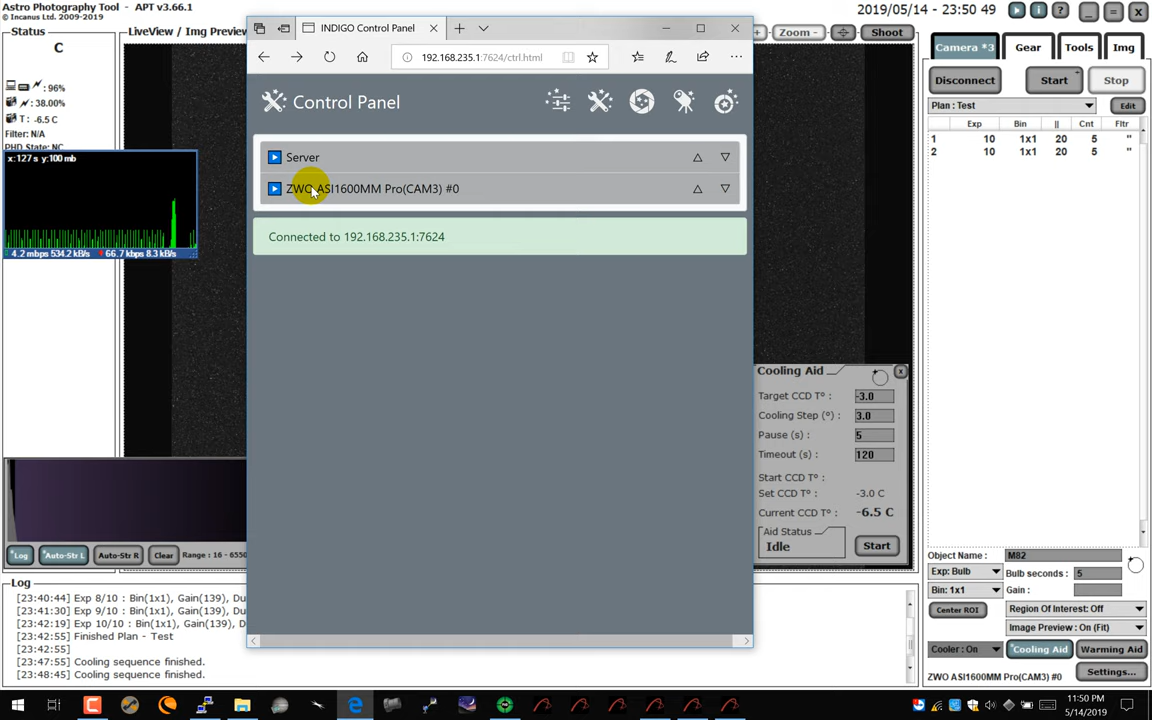 Astro Photography Tool - APT v3.66.1
© Incanus Ltd. 2009-2019
2019/05/14 - 23:50 49
Status
C
: 96%
: 38.00%
T : -6.5 C
Filter: N/A
PHD State: NC
x:127 s y:100 mb
4.2 mbps 534.2 kB/s 66.7 kbps 8.3 kB/s
LiveView / Img Preview
Zoom -
Shoot
INDIGO Control Panel
192.168.235.1:7624/ctrl.html
Control Panel
Server
ZWO ASI1600MM Pro(CAM3) #0
Connected to 192.168.235.1:7624
Cooling Aid
Target CCD T° : -3.0
Cooling Step (°) : 3.0
Pause (s) : 5
Timeout (s) : 120
Start CCD T° :
Set CCD T° : -3.0 C
Current CCD T° : -6.5 C
Aid Status
Idle
Start
Camera *3 Gear Tools Img
Disconnect Start Stop
Plan : Test Edit
Exp Bin || Cnt Fltr
1 10 1x1 20 5 "
2 10 1x1 20 5 "
Object Name : M82
Exp: Bulb Bulb seconds : 5
Bin: 1x1 Gain :
Center ROI Region Of Interest: Off
Image Preview : On (Fit)
Cooler : On *Cooling Aid Warming Aid
ZWO ASI1600MM Pro(CAM3) #0 Settings...
*Log *Auto-Str L Auto-Str R Clear Range : 16 - 6550
Log
[23:40:44] Exp 8/10 : Bin(1x1), Gain(139), Du
[23:41:30] Exp 9/10 : Bin(1x1), Gain(139), Du
[23:42:19] Exp 10/10 : Bin(1x1), Gain(139), D
[23:42:55] Finished Plan - Test
[23:42:55]
[23:47:55] Cooling sequence finished.
[23:48:45] Cooling sequence finished.
11:50 PM
5/14/2019